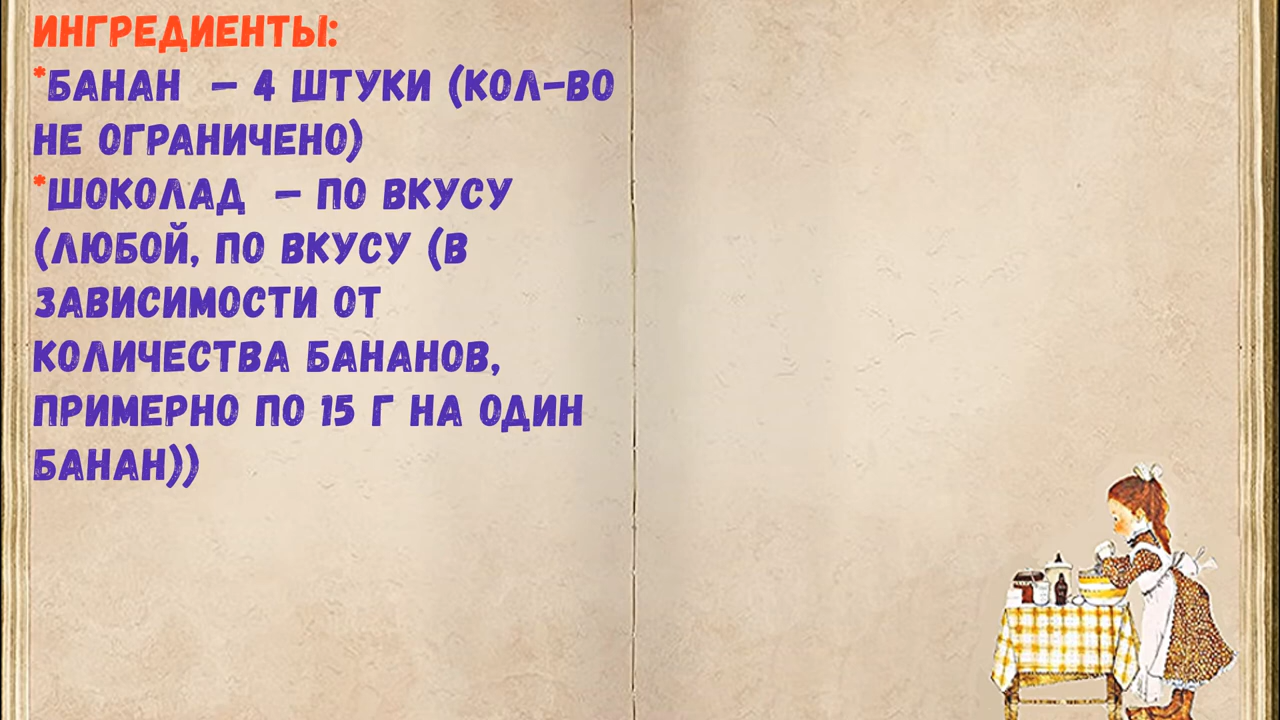 ИНГРЕДИЕНТЫ:
*БАНАН – 4 ШТУКИ (КОЛ-ВО
НЕ ОГРАНИЧЕНО)
*ШОКОЛАД – ПО ВКУСУ
(ЛЮБОЙ, ПО ВКУСУ (В
ЗАВИСИМОСТИ ОТ
КОЛИЧЕСТВА БАНАНОВ,
ПРИМЕРНО ПО 15 Г НА ОДИН
БАНАН))